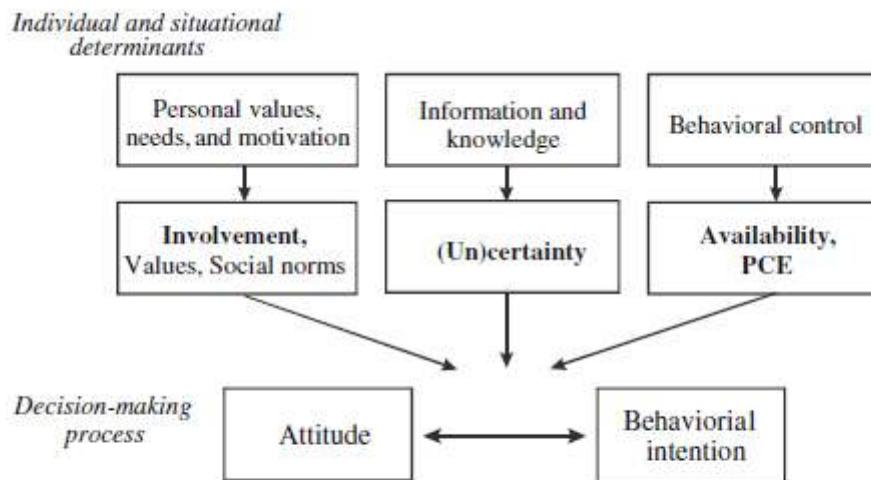 Individual and situational
determinants
Personal values,
needs, and motivation
Information and
knowledge
Behavioral control
Involvement,
Values, Social norms
(Un)certainty
Availability,
PCE
Decision-making
process
Attitude
Behaviorial
intention